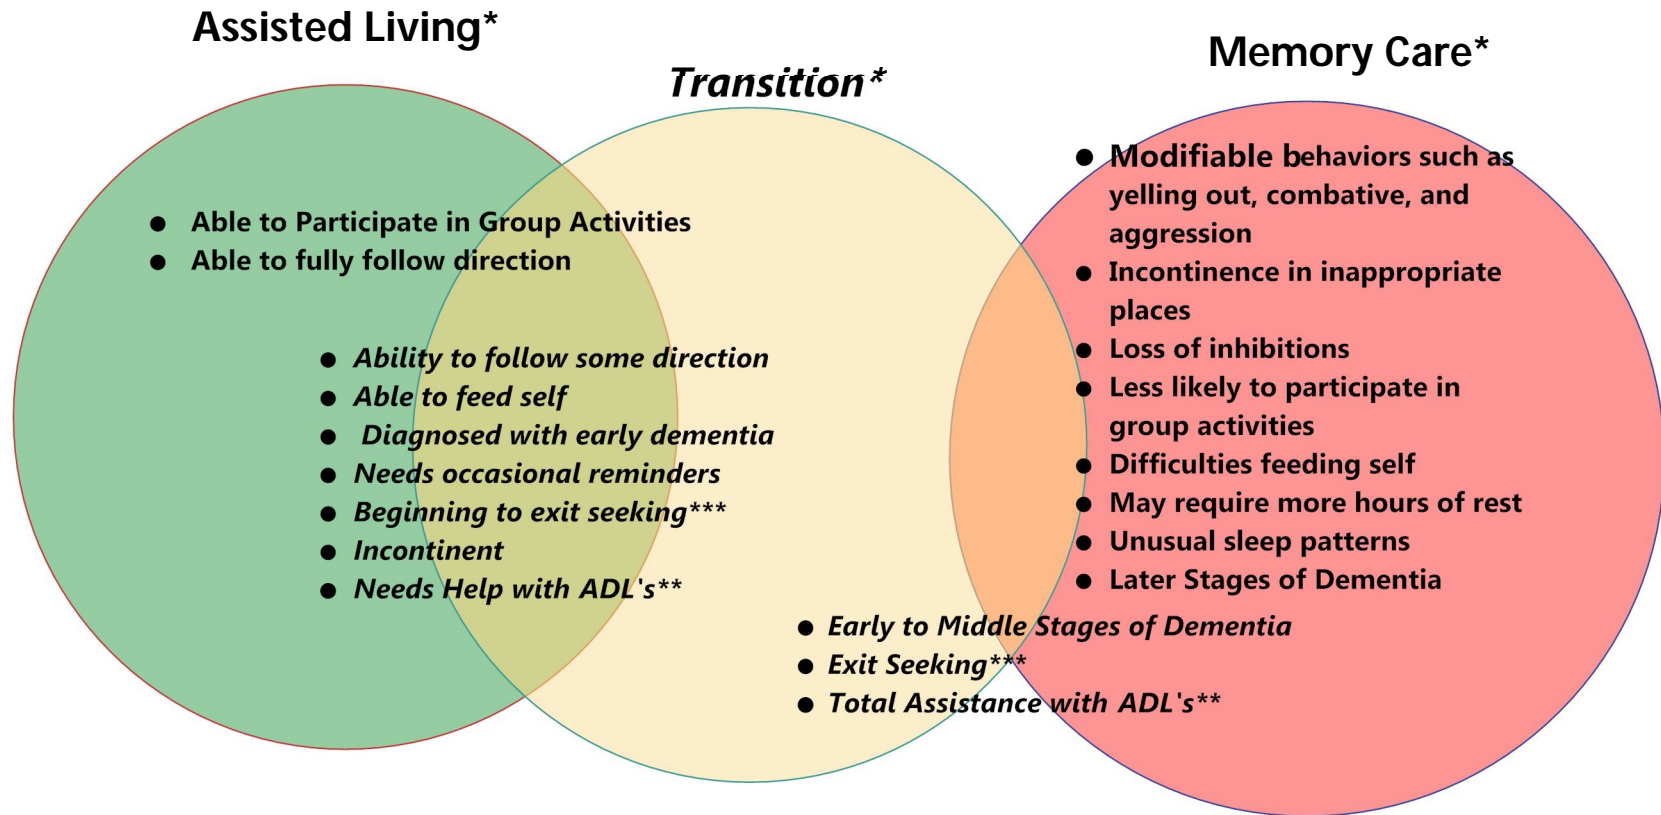 Assisted Living*
Transition*
Memory Care*
● Able to Participate in Group Activities
● Able to fully follow direction
● Ability to follow some direction
● Able to feed self
● Diagnosed with early dementia
● Needs occasional reminders
● Beginning to exit seeking***
● Incontinent
● Needs Help with ADL's**
● Modifiable behaviors such as
yelling out, combative, and
aggression
● Incontinence in inappropriate
places
● Loss of inhibitions
● Less likely to participate in
group activities
● Difficulties feeding self
● May require more hours of rest
● Unusual sleep patterns
● Later Stages of Dementia
● Early to Middle Stages of Dementia
● Exit Seeking***
● Total Assistance with ADL's**